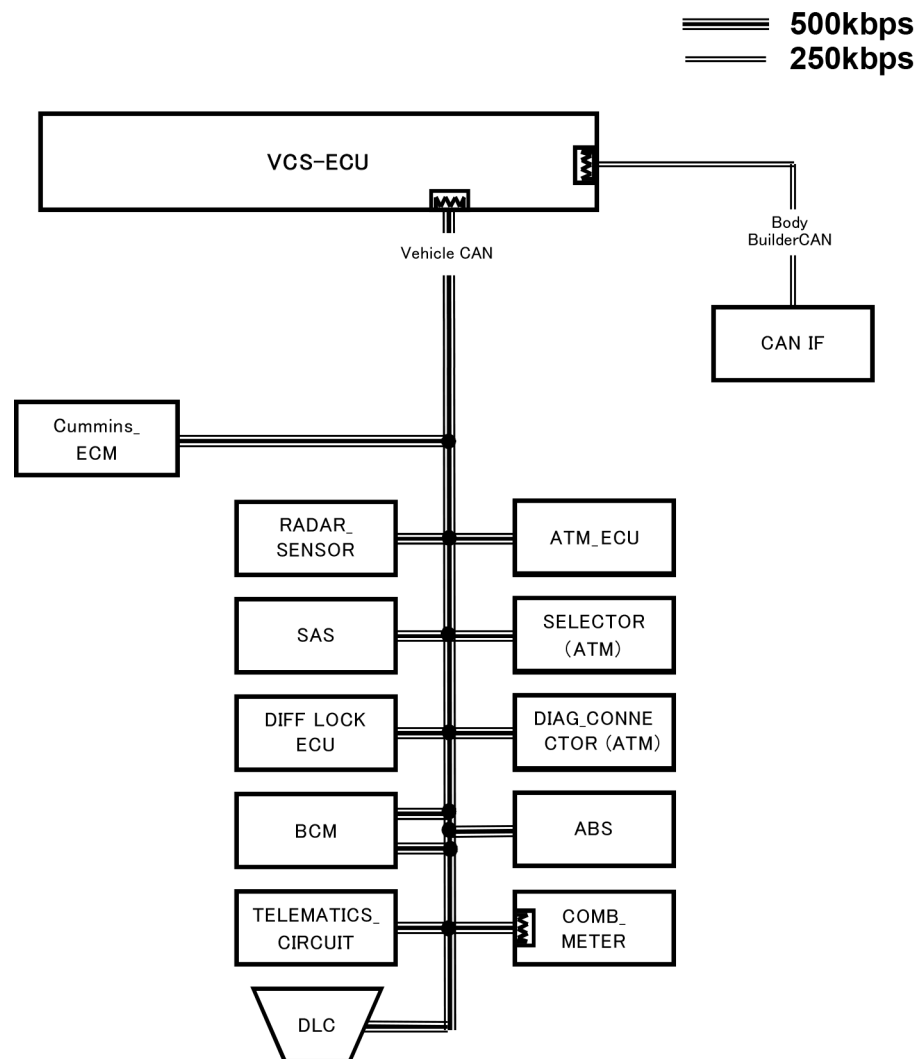 500kbps
250kbps
VCS-ECU
Vehicle CAN
Body
BuilderCAN
CAN IF
Cummins_
ECM
RADAR_
SENSOR
ATM_ECU
SAS
SELECTOR
(ATM)
DIFF LOCK
ECU
DIAG_CONNE
CTOR (ATM)
BCM
ABS
TELEMATICS_
CIRCUIT
COMB_
METER
DLC